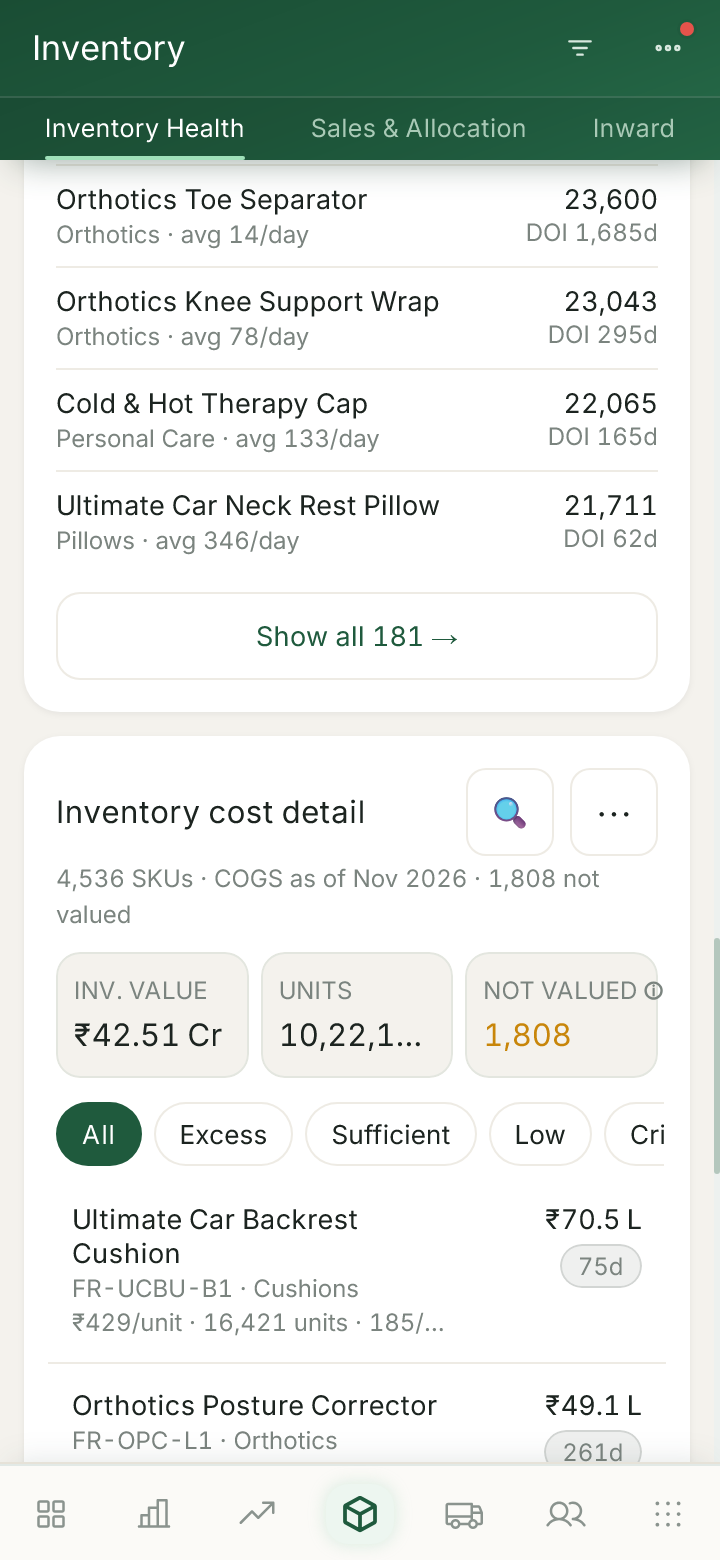 Inventory
Inventory Health
Sales & Allocation
Inward
Orthotics Toe Separator
23,600
Orthotics · avg 14/day
DOI 1,685d
Orthotics Knee Support Wrap
23,043
Orthotics · avg 78/day
DOI 295d
Cold & Hot Therapy Cap
22,065
Personal Care · avg 133/day
DOI 165d
Ultimate Car Neck Rest Pillow
21,711
Pillows · avg 346/day
DOI 62d
Show all 181 →
Inventory cost detail
4,536 SKUs · COGS as of Nov 2026 · 1,808 not
valued
INV. VALUE
₹42.51 Cr
UNITS
10,22,1...
NOT VALUED
1,808
All
Excess
Sufficient
Low
Cri
Ultimate Car Backrest
Cushion
₹70.5 L
75d
FR-UCBU-B1 · Cushions
₹429/unit · 16,421 units · 185/...
Orthotics Posture Corrector
₹49.1 L
FR-OPC-L1 · Orthotics
261d